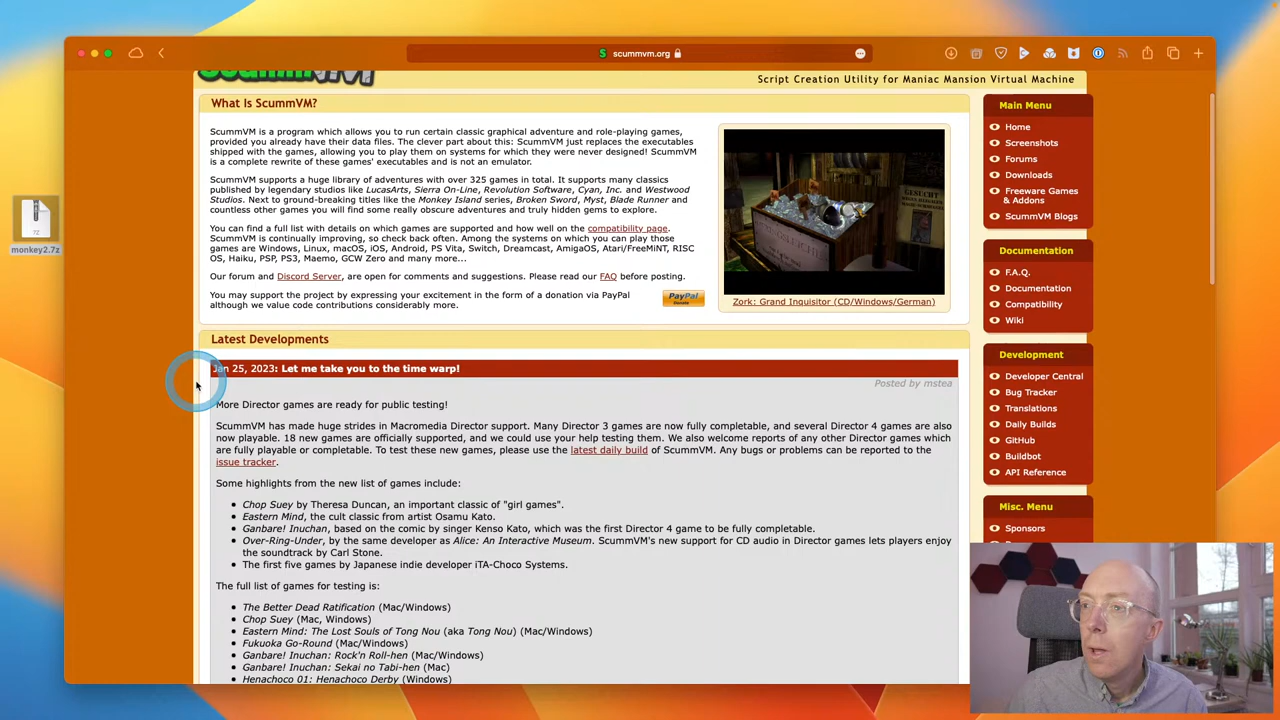 scummvm.org
ScummVM
Script Creation Utility for Maniac Mansion Virtual Machine
What Is ScummVM?
ScummVM is a program which allows you to run certain classic graphical adventure and role-playing games,
provided you already have their data files. The clever part about this: ScummVM just replaces the executables
shipped with the games, allowing you to play them on systems for which they were never designed! ScummVM
is a complete rewrite of these games' executables and is not an emulator.
ScummVM supports a huge library of adventures with over 325 games in total. It supports many classics
published by legendary studios like LucasArts, Sierra On-Line, Revolution Software, Cyan, Inc. and Westwood
Studios. Next to ground-breaking titles like the Monkey Island series, Broken Sword, Myst, Blade Runner and
countless other games you will find some really obscure adventures and truly hidden gems to explore.
You can find a full list with details on which games are supported and how well on the compatibility page.
ScummVM is continually improving, so check back often. Among the systems on which you can play those
games are Windows, Linux, macOS, iOS, Android, PS Vita, Switch, Dreamcast, AmigaOS, Atari/FreeMiNT, RISC
OS, Haiku, PSP, PS3, Maemo, GCW Zero and many more...
Our forum and Discord Server, are open for comments and suggestions. Please read our FAQ before posting.
You may support the project by expressing your excitement in the form of a donation via PayPal
although we value code contributions considerably more.
PayPal
Donate
GESUCHT
Zork: Grand Inquisitor (CD/Windows/German)
Latest Developments
Jan 25, 2023: Let me take you to the time warp!
Posted by mstea
More Director games are ready for public testing!
ScummVM has made huge strides in Macromedia Director support. Many Director 3 games are now fully completable, and several Director 4 games are also
now playable. 18 new games are officially supported, and we could use your help testing them. We also welcome reports of any other Director games which
are fully playable or completable. To test these new games, please use the latest daily build of ScummVM. Any bugs or problems can be reported to the
issue tracker.
Some highlights from the new list of games include:
Chop Suey by Theresa Duncan, an important classic of "girl games".
Eastern Mind, the cult classic from artist Osamu Kato.
Ganbare! Inuchan, based on the comic by singer Kenso Kato, which was the first Director 4 game to be fully completable.
Over-Ring-Under, by the same developer as Alice: An Interactive Museum. ScummVM's new support for CD audio in Director games lets players enjoy
the soundtrack by Carl Stone.
The first five games by Japanese indie developer iTA-Choco Systems.
The full list of games for testing is:
The Better Dead Ratification (Mac/Windows)
Chop Suey (Mac, Windows)
Eastern Mind: The Lost Souls of Tong Nou (aka Tong Nou) (Mac/Windows)
Fukuoka Go-Round (Mac/Windows)
Ganbare! Inuchan: Rock'n Roll-hen (Mac/Windows)
Ganbare! Inuchan: Sekai no Tabi-hen (Mac)
Henachoco 01: Henachoco Derby (Windows)
Main Menu
Home
Screenshots
Forums
Downloads
Freeware Games
& Addons
ScummVM Blogs
Documentation
F.A.Q.
Documentation
Compatibility
Wiki
Development
Developer Central
Bug Tracker
Translations
Daily Builds
GitHub
Buildbot
API Reference
Misc. Menu
Sponsors
7Z
monkey2.7z